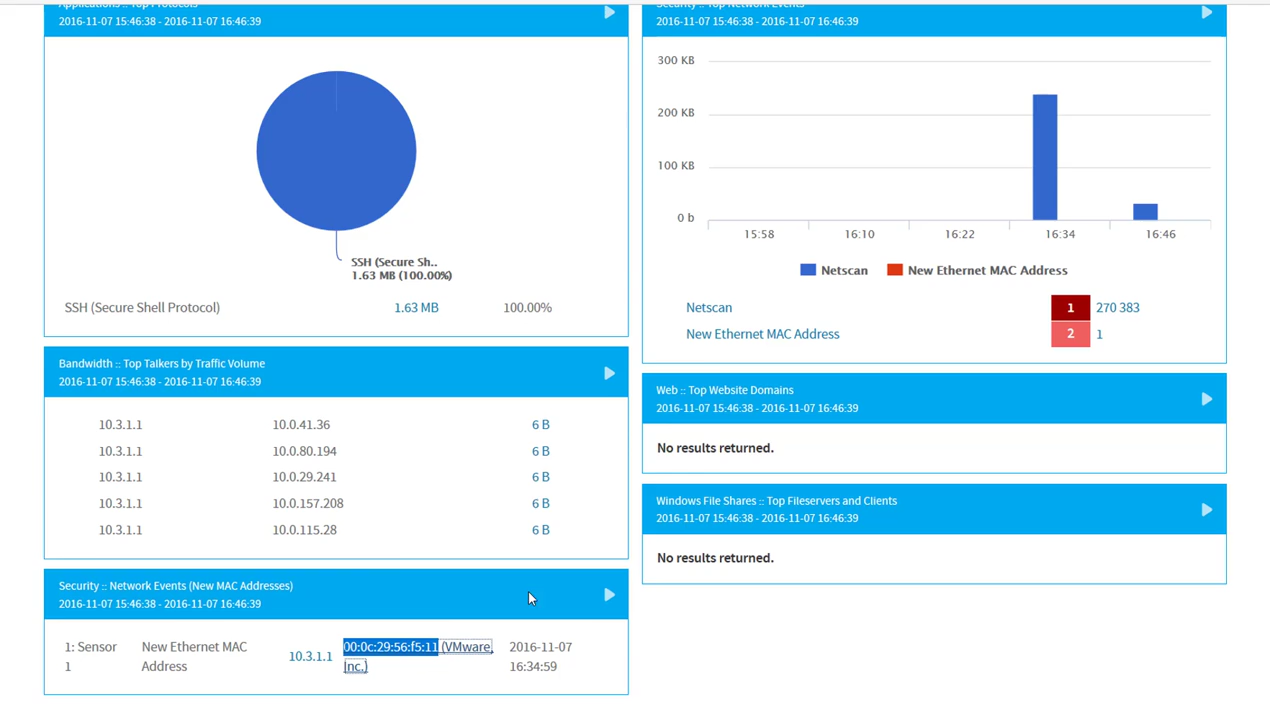 Applications :: Top Protocols
2016-11-07 15:46:38 - 2016-11-07 16:46:39
SSH (Secure Sh..
1.63 MB (100.00%)
SSH (Secure Shell Protocol) 1.63 MB 100.00%
Bandwidth :: Top Talkers by Traffic Volume
2016-11-07 15:46:38 - 2016-11-07 16:46:39
10.3.1.1 10.0.41.36 6 B
10.3.1.1 10.0.80.194 6 B
10.3.1.1 10.0.29.241 6 B
10.3.1.1 10.0.157.208 6 B
10.3.1.1 10.0.115.28 6 B
Security :: Network Events (New MAC Addresses)
2016-11-07 15:46:38 - 2016-11-07 16:46:39
1: Sensor 1 New Ethernet MAC Address 10.3.1.1 00:0c:29:56:f5:11 (VMware, Inc.) 2016-11-07 16:34:59
Security :: Top Network Events
2016-11-07 15:46:38 - 2016-11-07 16:46:39
300 KB
200 KB
100 KB
0 b
15:58 16:10 16:22 16:34 16:46
Netscan New Ethernet MAC Address
Netscan 1 270 383
New Ethernet MAC Address 2 1
Web :: Top Website Domains
2016-11-07 15:46:38 - 2016-11-07 16:46:39
No results returned.
Windows File Shares :: Top Fileservers and Clients
2016-11-07 15:46:38 - 2016-11-07 16:46:39
No results returned.